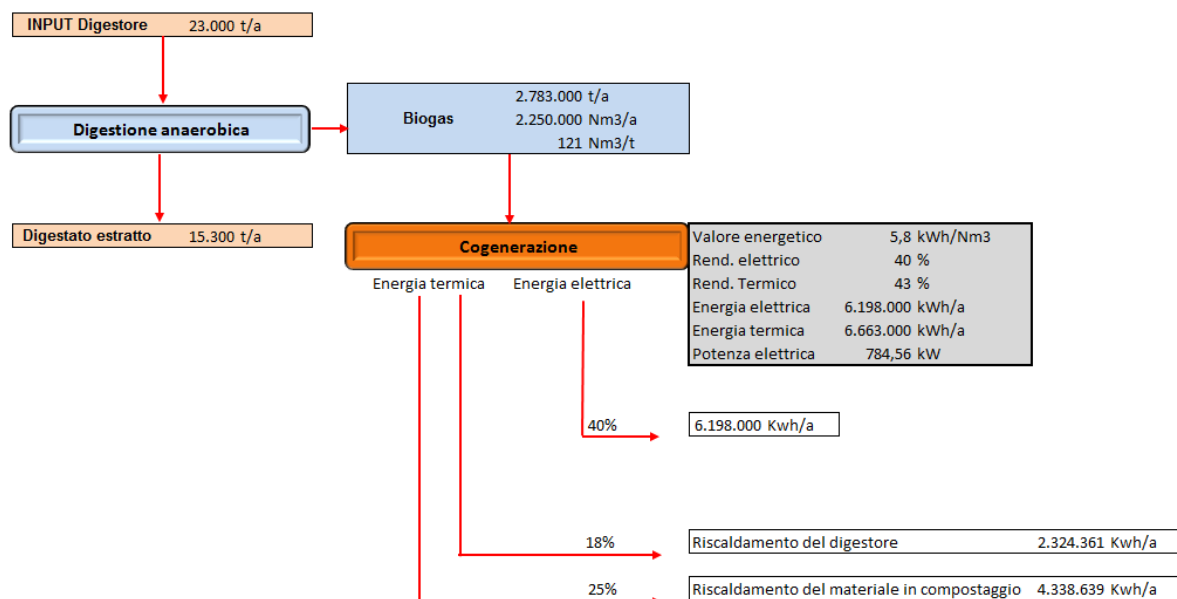 INPUT Digestore 23.000 t/a
Digestione anaerobica
Biogas
2.783.000 t/a
2.250.000 Nm3/a
121 Nm3/t
Digestato estratto 15.300 t/a
Cogenerazione
Energia termica Energia elettrica
Valore energetico 5,8 kWh/Nm3
Rend. elettrico 40 %
Rend. Termico 43 %
Energia elettrica 6.198.000 kWh/a
Energia termica 6.663.000 kWh/a
Potenza elettrica 784,56 kW
40% 6.198.000 Kwh/a
18% Riscaldamento del digestore 2.324.361 Kwh/a
25% Riscaldamento del materiale in compostaggio 4.338.639 Kwh/a